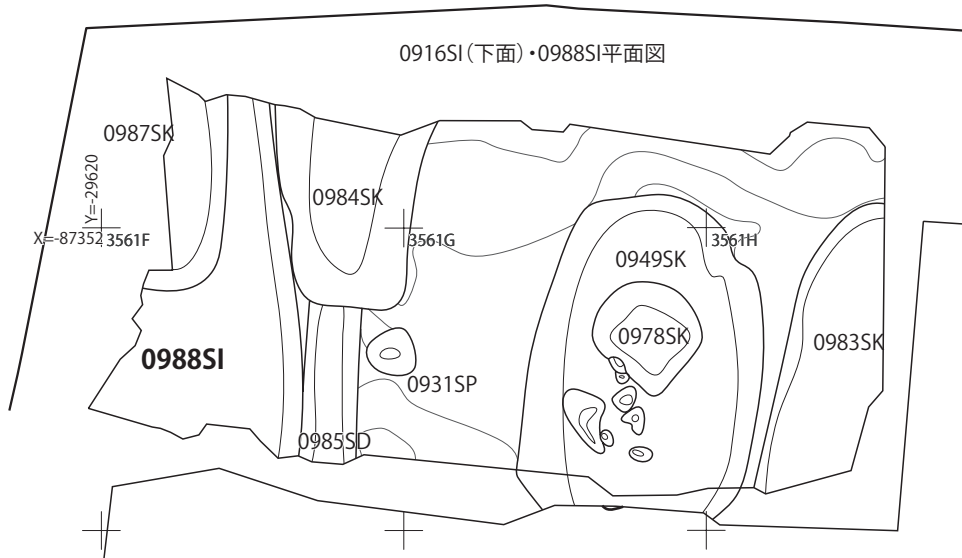 0916SI（下面）・0988SI平面図
0987SK
Y=-29620
0984SK
X=-87352
3561F
3561G
3561H
0949SK
0978SK
0983SK
0988SI
0931SP
0985SD